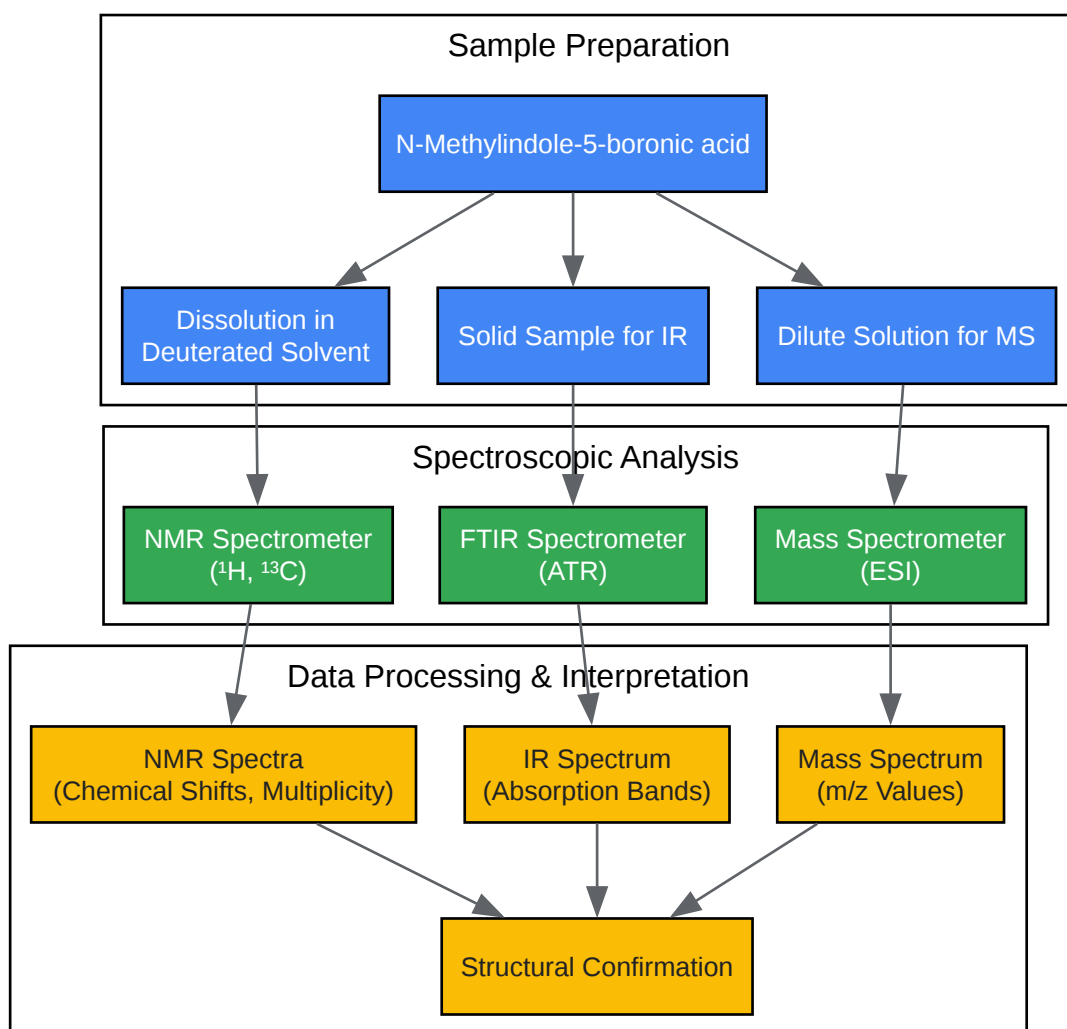 Sample Preparation
N-Methylindole-5-boronic acid
Dissolution in
Deuterated Solvent
Solid Sample for IR
Dilute Solution for MS
Spectroscopic Analysis
NMR Spectrometer
(¹H, ¹³C)
FTIR Spectrometer
(ATR)
Mass Spectrometer
(ESI)
Data Processing & Interpretation
NMR Spectra
(Chemical Shifts, Multiplicity)
IR Spectrum
(Absorption Bands)
Mass Spectrum
(m/z Values)
Structural Confirmation